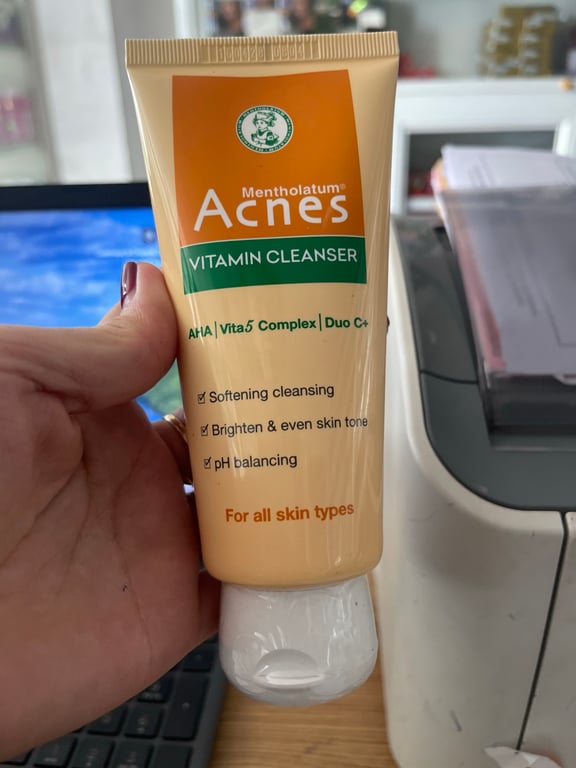 Mentholatum®
Acnes
VITAMIN CLEANSER
AHA | Vita5 Complex | Duo C+
Softening cleansing
Brighten & even skin tone
pH balancing
For all skin types